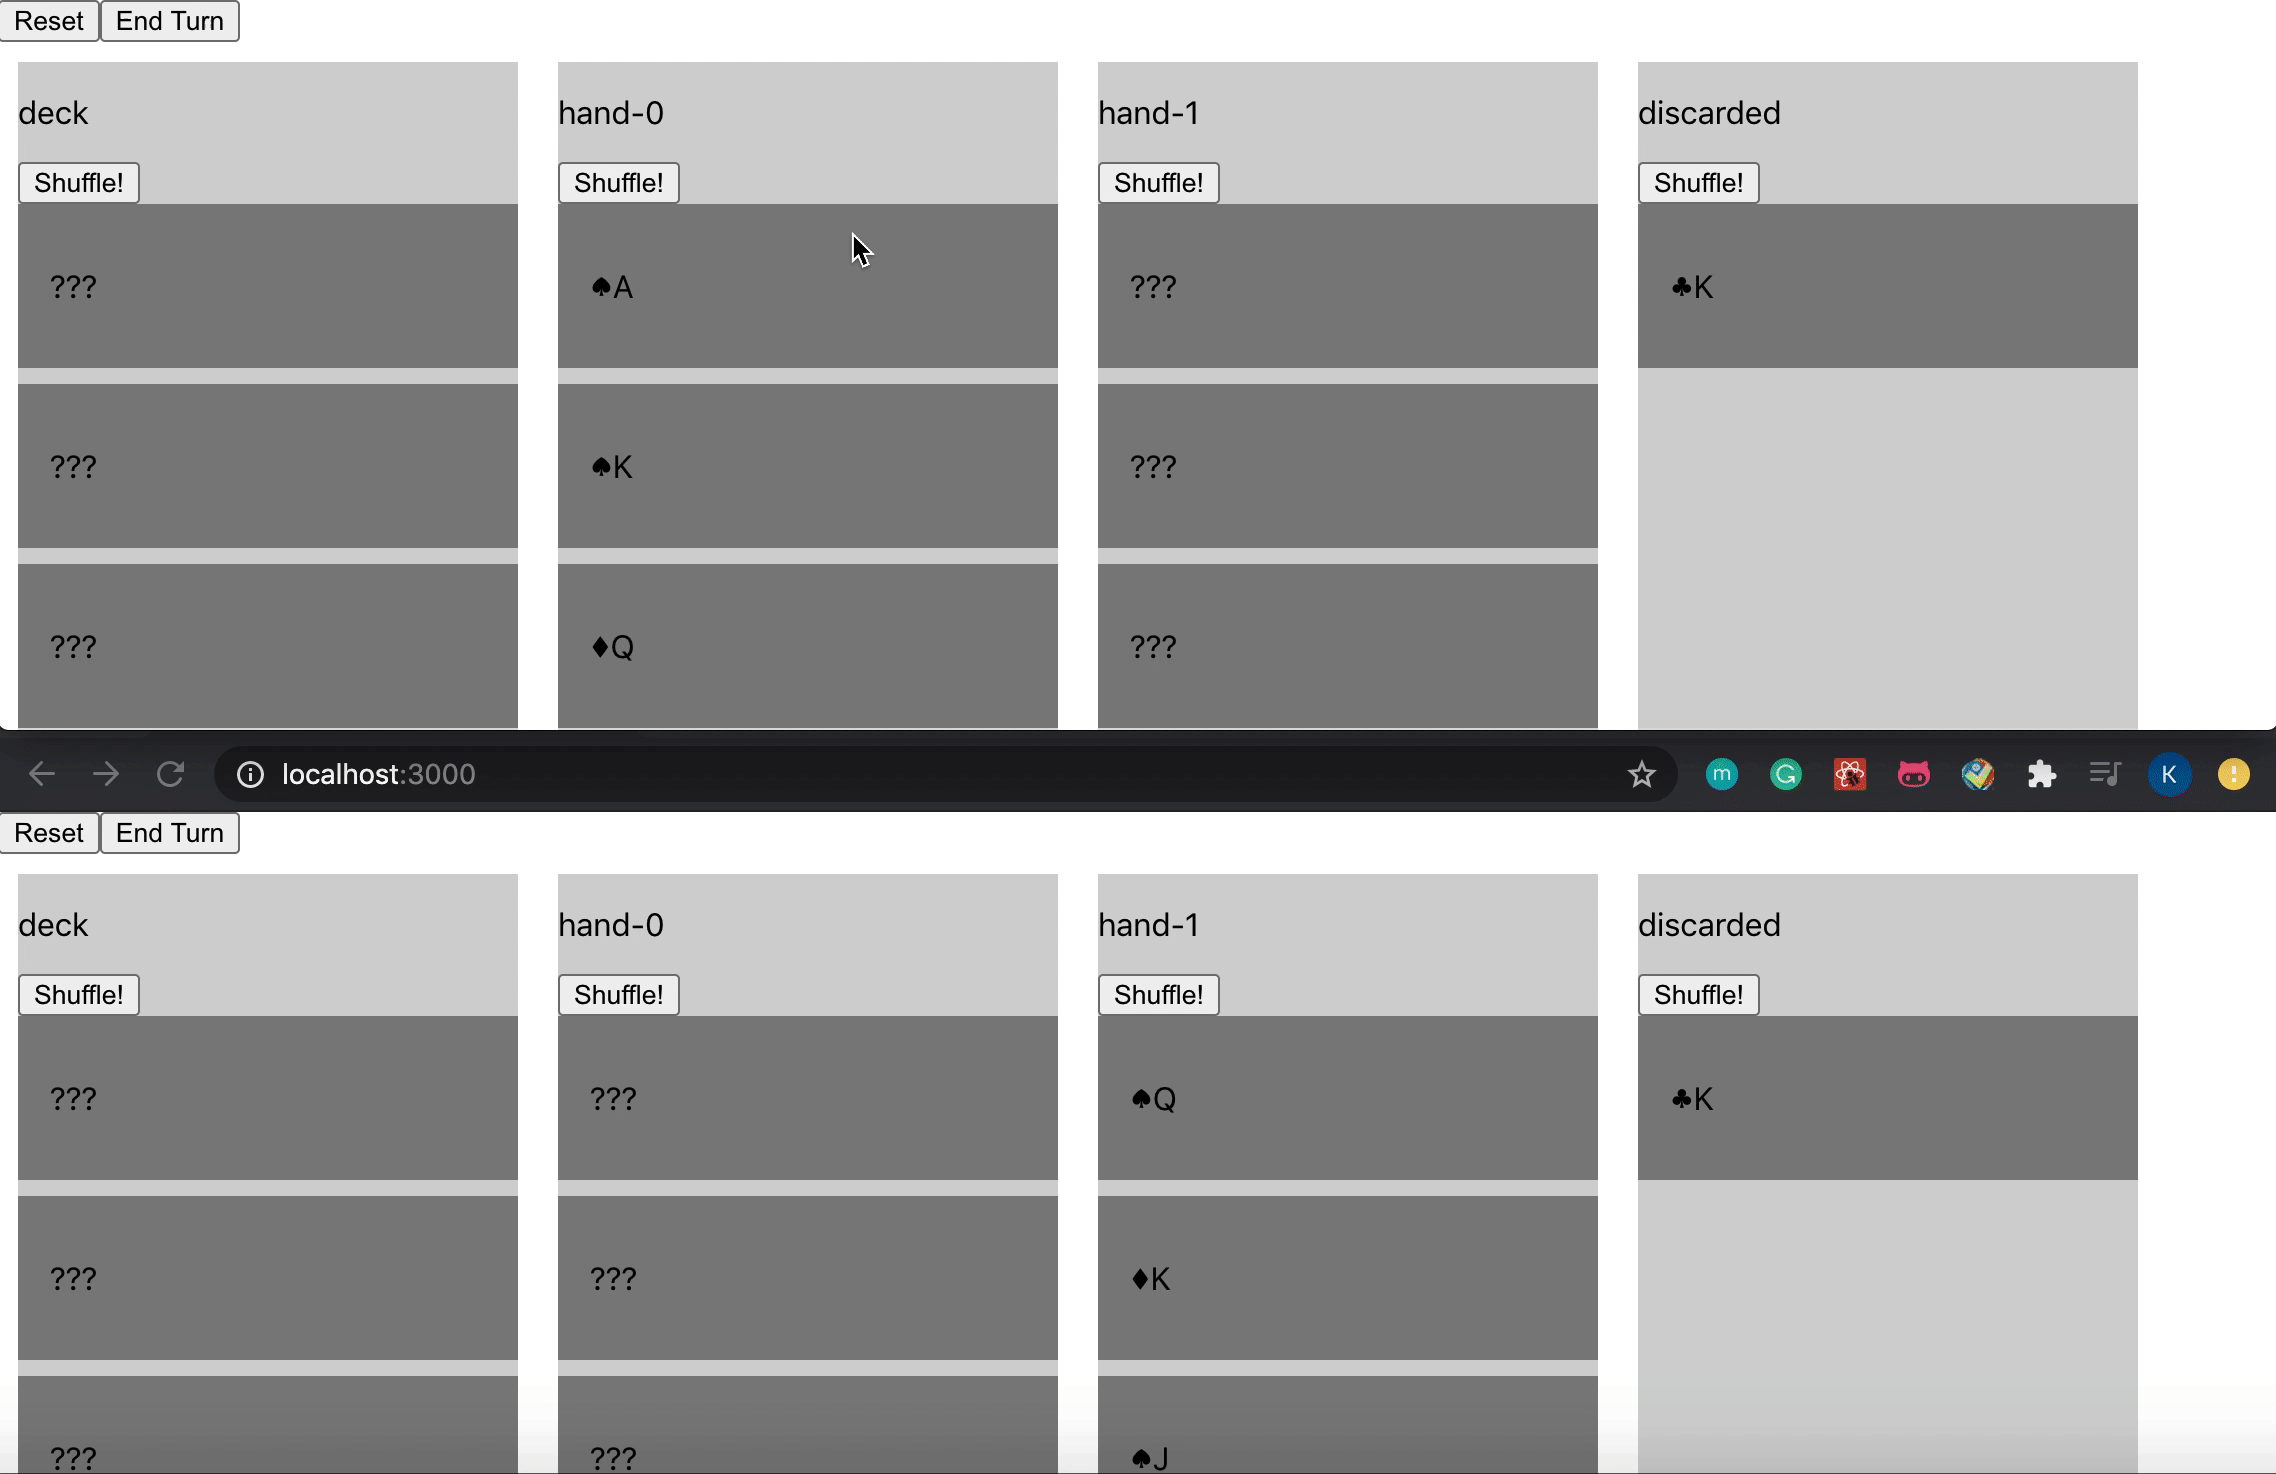 Reset End Turn
deck hand-0 hand-1 discarded
Shuffle! Shuffle! Shuffle! Shuffle!
??? ♠A ??? ♣K
??? ♠K ???
??? ♦Q ???
localhost:3000 m G K !
Reset End Turn
deck hand-0 hand-1 discarded
Shuffle! Shuffle! Shuffle! Shuffle!
??? ??? ♠Q ♣K
??? ??? ♦K
??? ??? ♠J